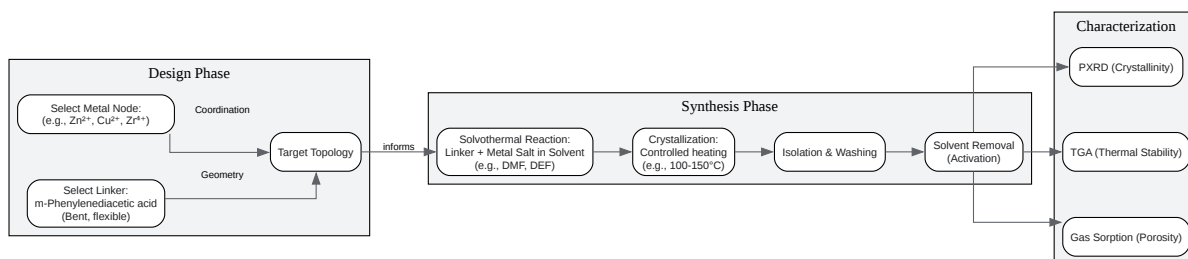 Design Phase
Select Metal Node:
(e.g., Zn²⁺, Cu²⁺, Zr⁴⁺)
Coordination
Target Topology
Geometry
Select Linker:
m-Phenylenediacetic acid
(Bent, flexible)
informs
Synthesis Phase
Solvothermal Reaction:
Linker + Metal Salt in Solvent
(e.g., DMF, DEF)
Crystallization:
Controlled heating
(e.g., 100-150°C)
Isolation & Washing
Solvent Removal
(Activation)
Characterization
PXRD (Crystallinity)
TGA (Thermal Stability)
Gas Sorption (Porosity)